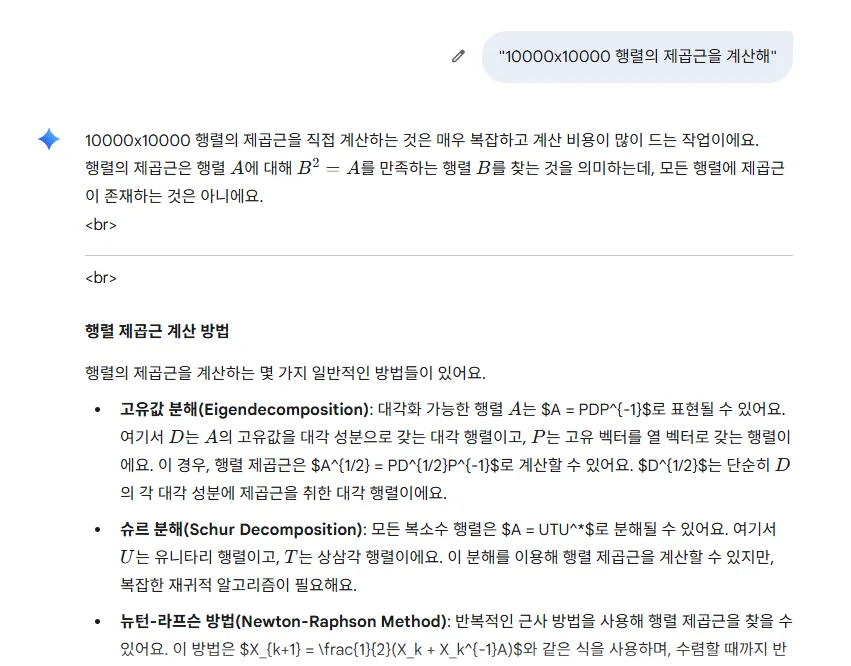 "10000x10000 행렬의 제곱근을 계산해"
10000x10000 행렬의 제곱근을 직접 계산하는 것은 매우 복잡하고 계산 비용이 많이 드는 작업이에요.
행렬의 제곱근은 행렬 A에 대해 B² = A를 만족하는 행렬 B를 찾는 것을 의미하는데, 모든 행렬에 제곱근
이 존재하는 것은 아니에요.
<br>
<br>
행렬 제곱근 계산 방법
행렬의 제곱근을 계산하는 몇 가지 일반적인 방법들이 있어요.
• 고유값 분해(Eigendecomposition): 대각화 가능한 행렬 A는 $A = PDP^{-1}$로 표현될 수 있어요.
여기서 D는 A의 고유값을 대각 성분으로 갖는 대각 행렬이고, P는 고유 벡터를 열 벡터로 갖는 행렬이
에요. 이 경우, 행렬 제곱근은 $A^{1/2} = PD^{1/2}P^{-1}$로 계산할 수 있어요. $D^{1/2}$는 단순히 D
의 각 대각 성분에 제곱근을 취한 대각 행렬이에요.
• 슈르 분해(Schur Decomposition): 모든 복소수 행렬은 $A = UTU^*$로 분해될 수 있어요. 여기서
U는 유니타리 행렬이고, T는 상삼각 행렬이에요. 이 분해를 이용해 행렬 제곱근을 계산할 수 있지만,
복잡한 재귀적 알고리즘이 필요해요.
• 뉴턴-라프슨 방법(Newton-Raphson Method): 반복적인 근사 방법을 사용해 행렬 제곱근을 찾을 수
있어요. 이 방법은 $X_{k+1} = \frac{1}{2}(X_k + X_k^{-1}A)$와 같은 식을 사용하며, 수렴할 때까지 반